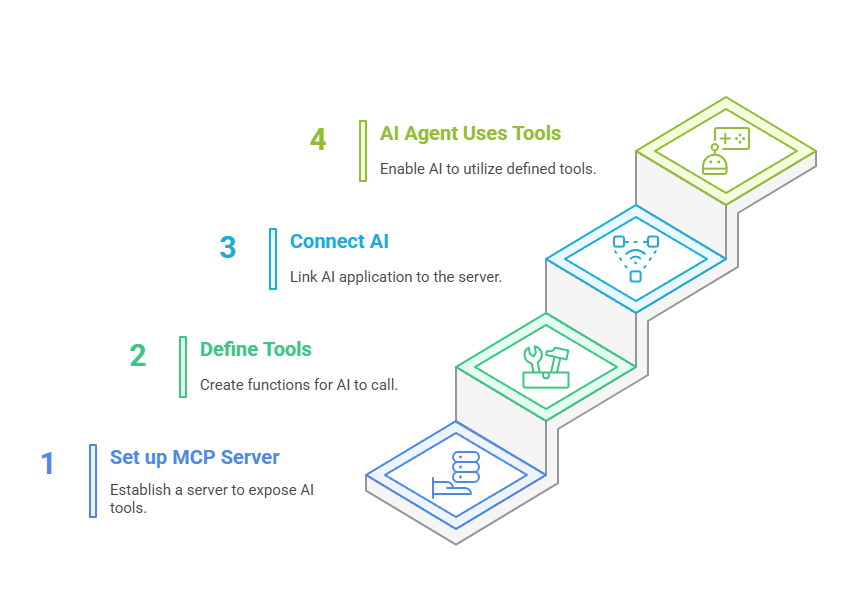 4
AI Agent Uses Tools
Enable AI to utilize defined tools.
3
Connect AI
Link AI application to the server.
2
Define Tools
Create functions for AI to call.
1
Set up MCP Server
Establish a server to expose AI
tools.